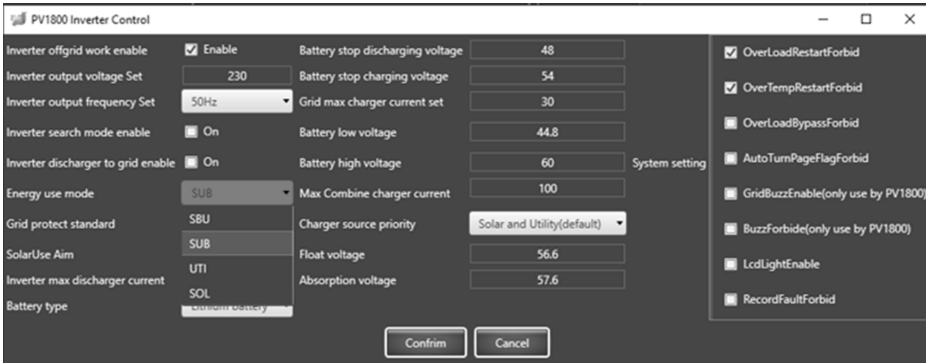 PV1800 Inverter Control
Inverter offgrid work enable
Enable
Inverter output voltage Set
230
Inverter output frequency Set
50Hz
Inverter search mode enable
On
Inverter discharger to grid enable
On
Energy use mode
SUB
Grid protect standard
SBU
SUB
SolarUse Aim
UTI
Inverter max discharger current
SOL
Battery type
Lithium battery
Battery stop discharging voltage
48
Battery stop charging voltage
54
Grid max charger current set
30
Battery low voltage
44.8
Battery high voltage
60
Max Combine charger current
100
Charger source priority
Solar and Utility(default)
Float voltage
56.6
Absorption voltage
57.6
System setting
OverLoadRestartForbid
OverTempRestartForbid
OverLoadBypassForbid
AutoTurnPageFlagForbid
GridBuzzEnable(only use by PV1800)
BuzzForbide(only use by PV1800)
LcdLightEnable
RecordFaultForbid
Confrim
Cancel